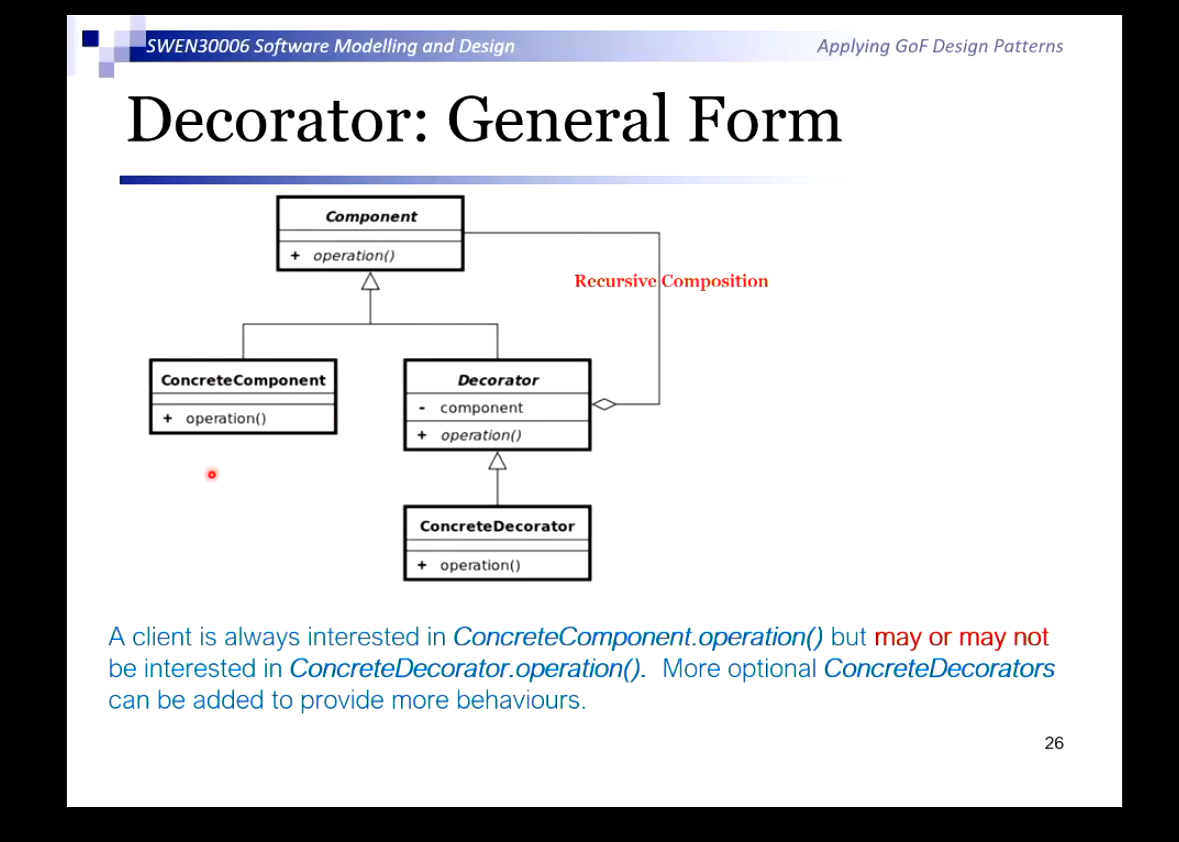 SWEN30006 Software Modelling and Design
Applying GoF Design Patterns
Decorator: General Form
Component
+ operation()
Recursive Composition
ConcreteComponent
+ operation()
Decorator
- component
+ operation()
ConcreteDecorator
+ operation()
A client is always interested in ConcreteComponent.operation() but may or may not
be interested in ConcreteDecorator.operation(). More optional ConcreteDecorators
can be added to provide more behaviours.
26